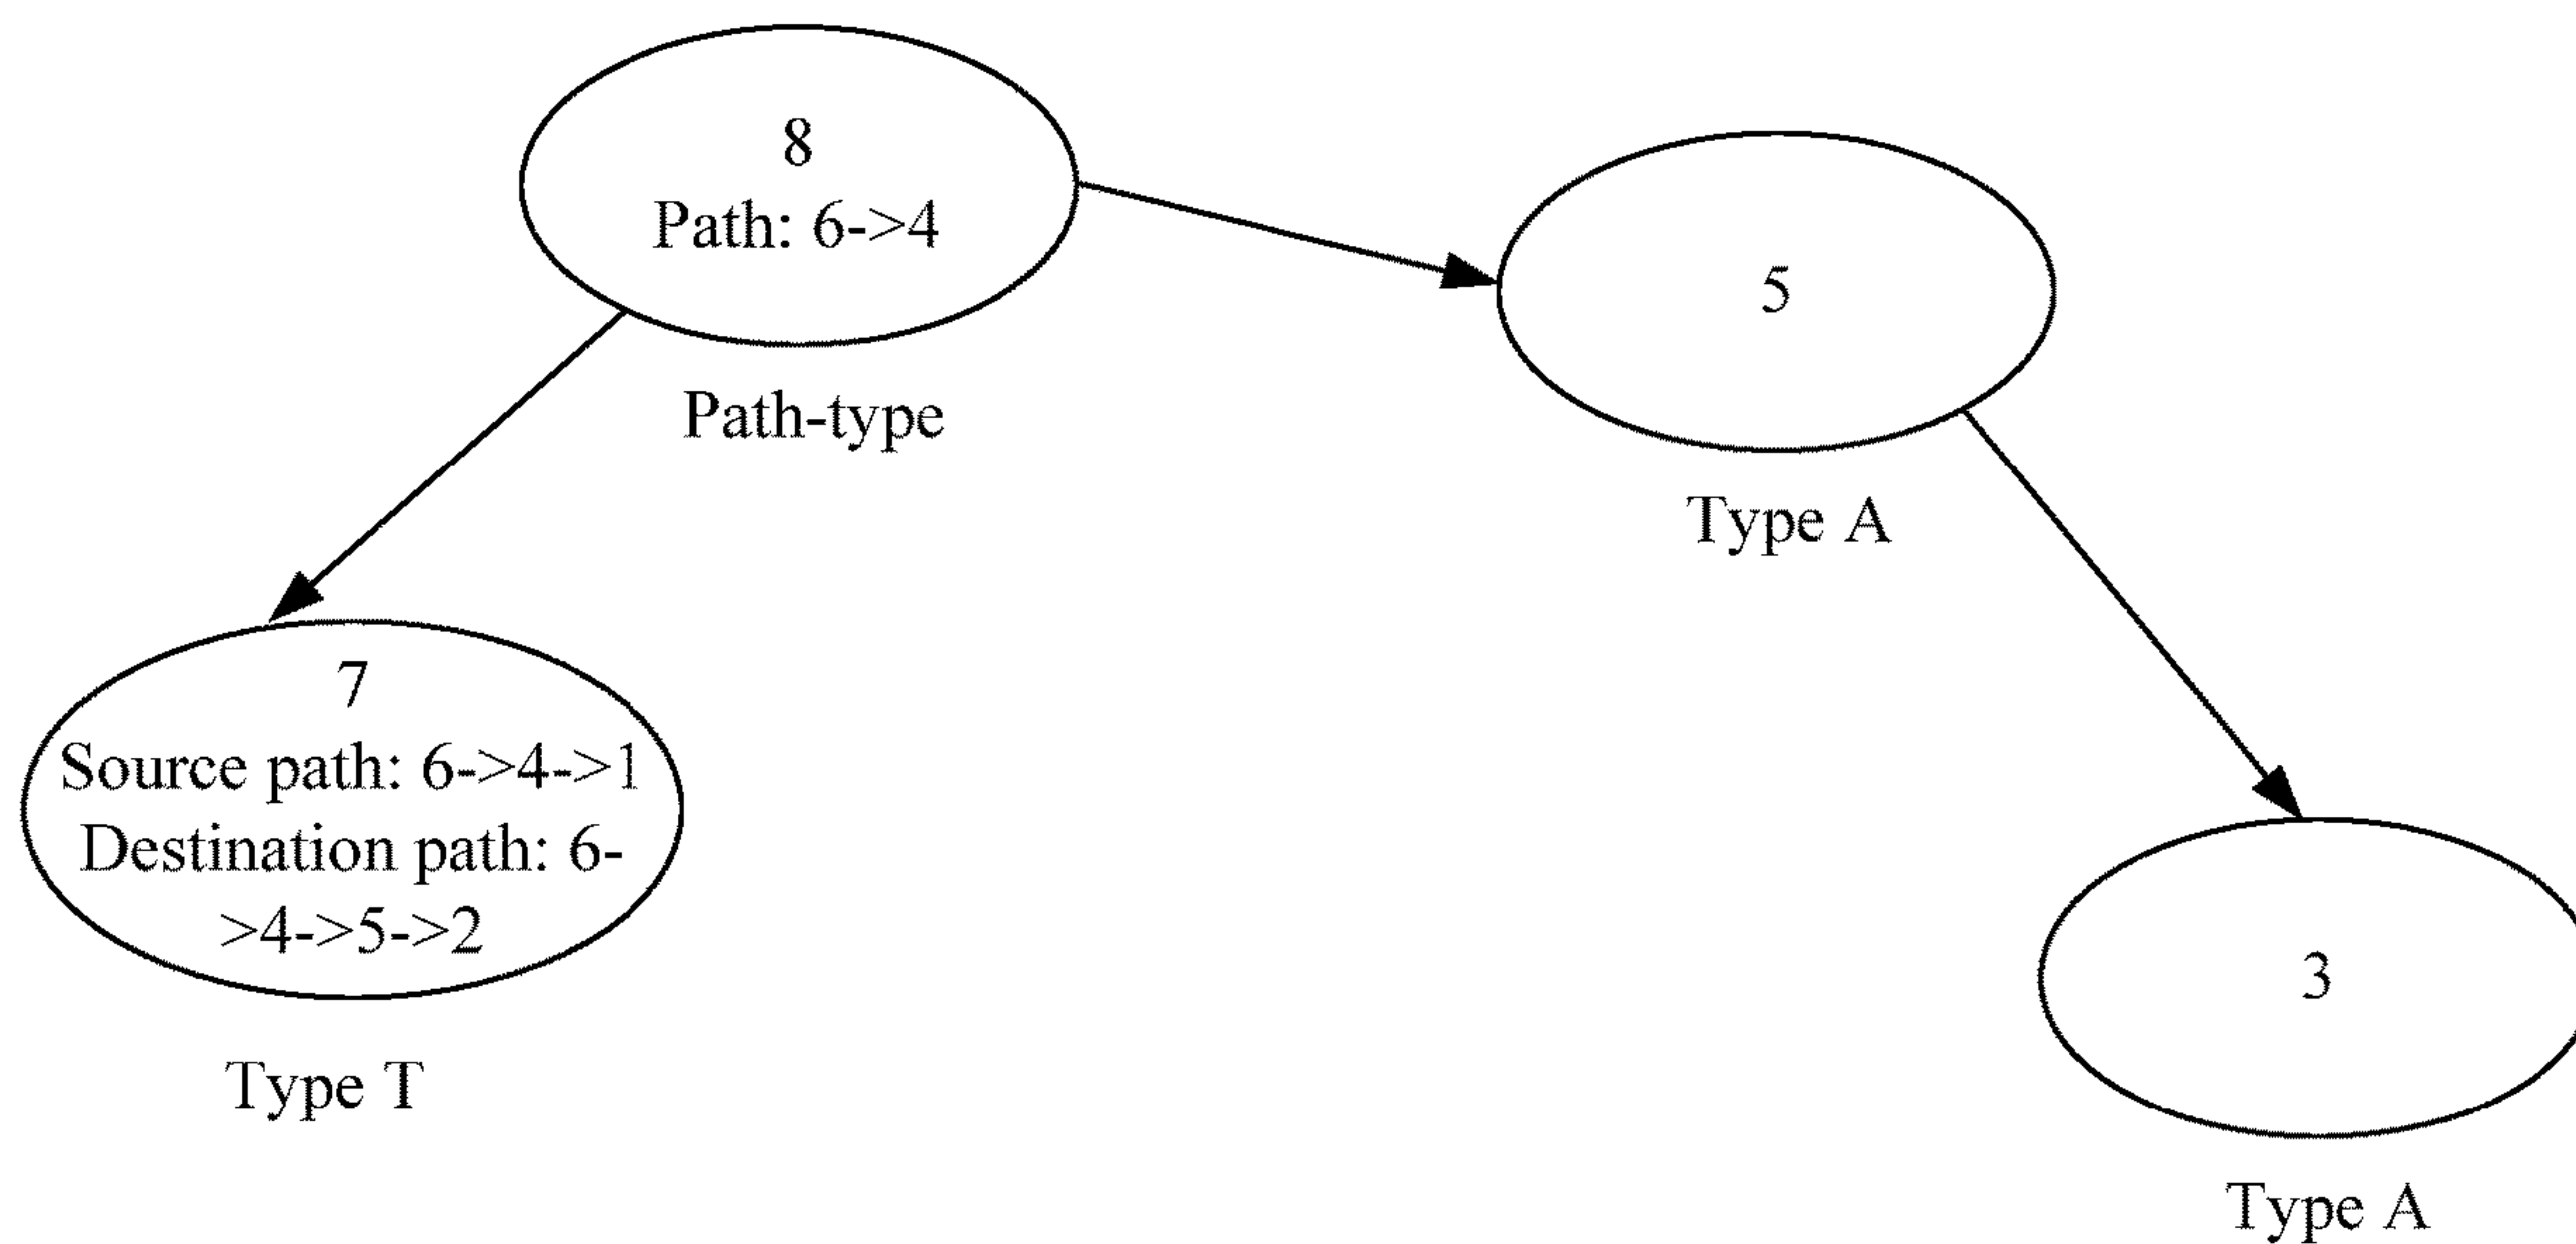 8
Path: 6->4
Path-type
5
Type A
7
Source path: 6->4->1
Destination path: 6-
>4->5->2
Type T
3
Type A